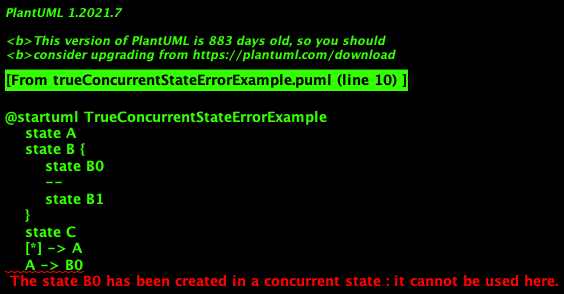 PlantUML 1.2021.7
<b>This version of PlantUML is 883 days old, so you should
<b>consider upgrading from https://plantuml.com/download
[From trueConcurrentStateErrorExample.puml (line 10) ]
@startuml TrueConcurrentStateErrorExample
state A
state B {
state B0
--
state B1
}
state C
[*] -> A
A -> B0
The state B0 has been created in a concurrent state : it cannot be used here.